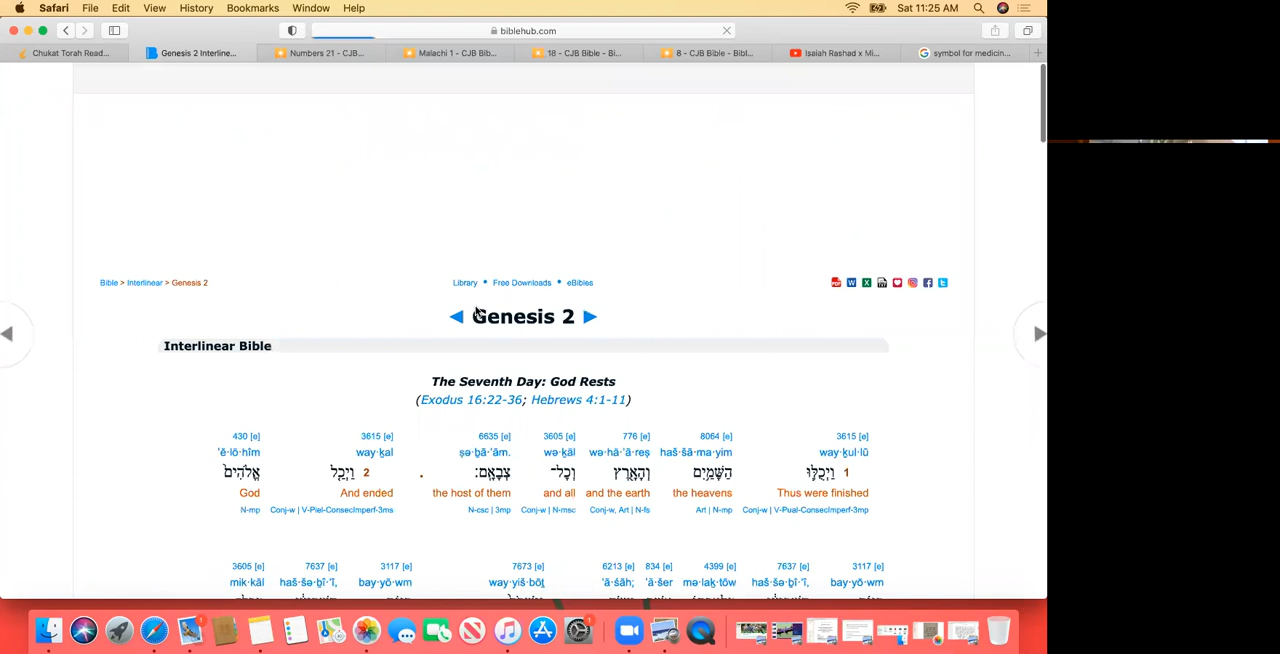 Safari File Edit View History Bookmarks Window Help Sat 11:25 AM
biblehub.com
Chukat Torah Read... Genesis 2 Interline... Numbers 21 - CJB... Malachi 1 - CJB Bib... 18 - CJB Bible - Bi... 8 - CJB Bible - Bibl... Isaiah Rashad x Mi... symbol for medicin...
Bible > Interlinear > Genesis 2 Library • Free Downloads • eBibles
◄ Genesis 2 ►
Interlinear Bible
The Seventh Day: God Rests
(Exodus 16:22-36; Hebrews 4:1-11)
430 [e] 3615 [e] 6635 [e] 3605 [e] 776 [e] 8064 [e] 3615 [e]
’ĕ·lō·hîm way·ḵal ṣə·ḇā·’ām. wə·ḵāl wə·hā·’ā·reṣ haš·šā·ma·yim way·ḵul·lū
אֱלֹהִים֙ וַיְכַ֤ל 2 . צְבָאָֽם׃ וְכָל־ וְהָאָ֖רֶץ הַשָּׁמַ֥יִם וַיְכֻלּ֛וּ 1
God And ended the host of them and all and the earth the heavens Thus were finished
N-mp Conj-w | V-Piel-ConsecImperf-3ms N-csc | 3mp Conj-w | N-msc Conj-w, Art | N-fs Art | N-mp Conj-w | V-Pual-ConsecImperf-3mp
3605 [e] 7637 [e] 3117 [e] 7673 [e] 6213 [e] 834 [e] 4399 [e] 7637 [e] 3117 [e]
mik·kāl haš·šə·ḇî·‘î, bay·yō·wm way·yiš·bōṯ ‘ā·śāh; ’ă·šer mə·laḵ·tōw haš·šə·ḇî·‘î, bay·yō·wm